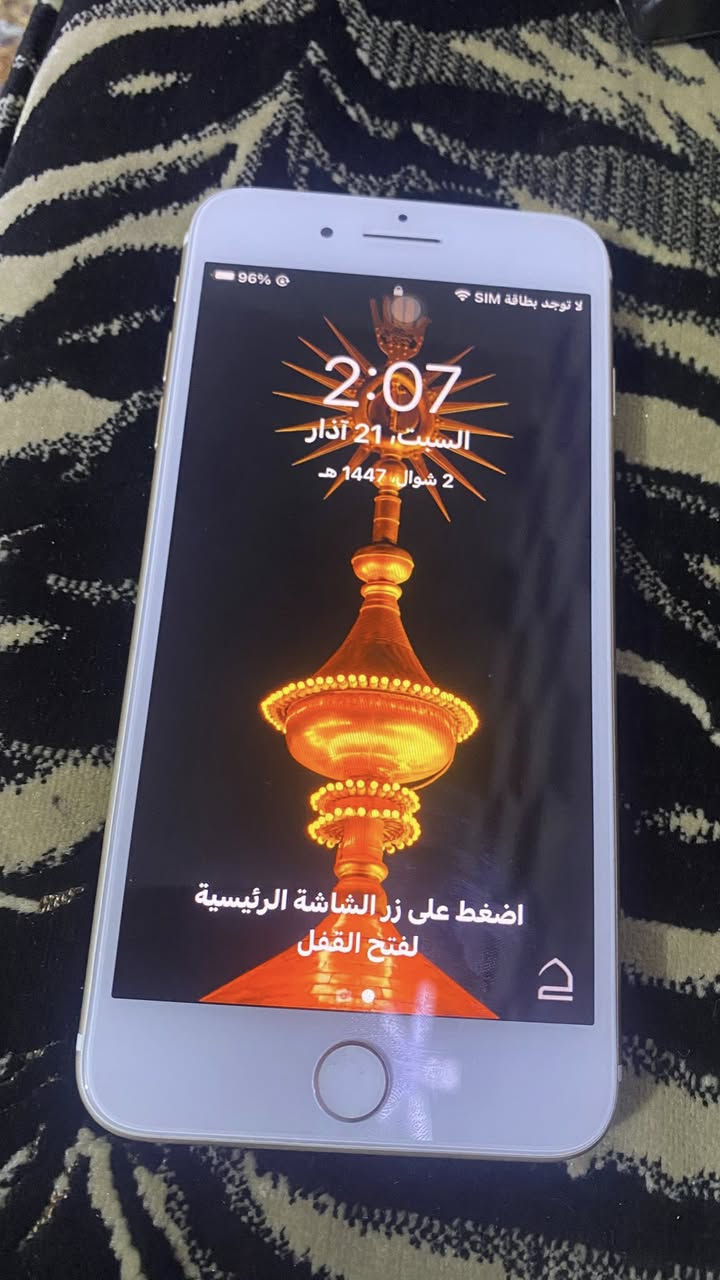 لا توجد بطاقة SIM
96%
2:07
السبت، 21 آذار
2 شوال، 1447 هـ
اضغط على زر الشاشة الرئيسية
لفتح القفل